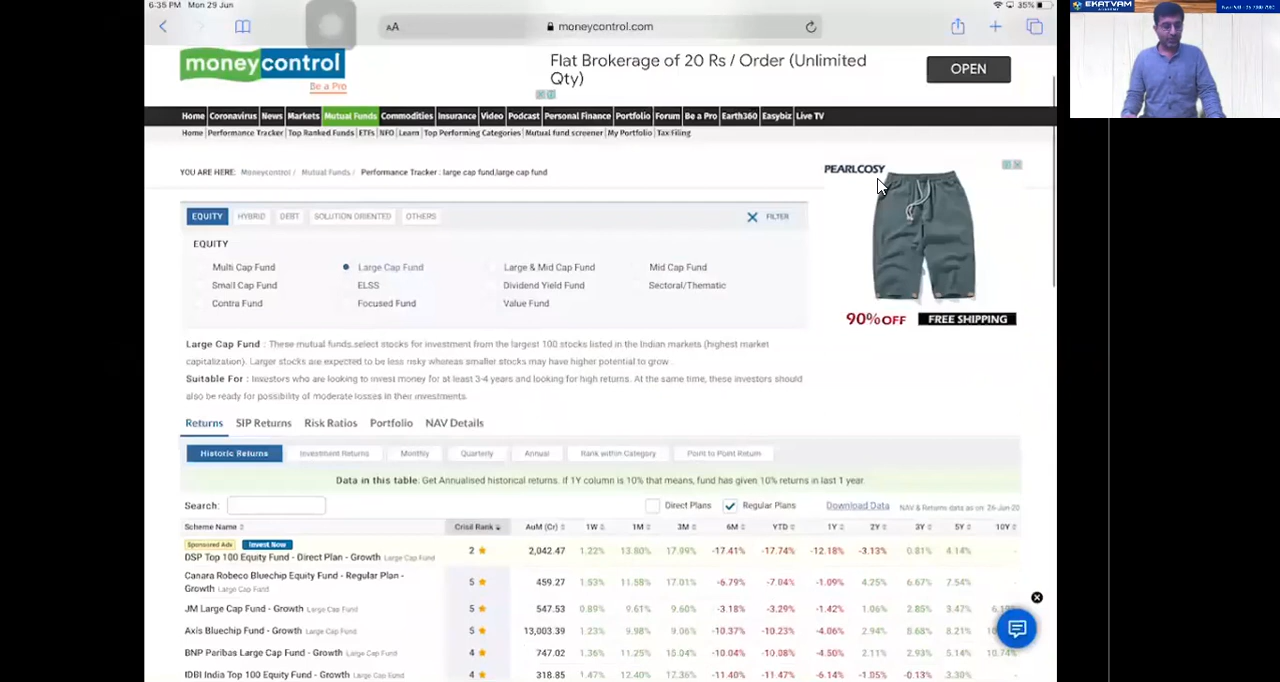 6:35 PM Mon 29 Jun
35%
AA
moneycontrol.com
EKATVAM
moneycontrol
Be a Pro
Flat Brokerage of 20 Rs / Order (Unlimited
Qty)
OPEN
Home Coronavirus News Markets Mutual Funds Commodities Insurance Video Podcast Personal Finance Portfolio Forum Be a Pro Earth360 Easybiz Live TV
Home Performance Tracker Top Ranked Funds ETFs NFO Learn Top Performing Categories Mutual fund screener My Portfolio Tax Filing
YOU ARE HERE: Moneycontrol / Mutual Funds / Performance Tracker : large cap fund,large cap fund
PEARLCOSY
EQUITY HYBRID DEBT SOLUTION ORIENTED OTHERS FILTER
EQUITY
Multi Cap Fund Large Cap Fund Large & Mid Cap Fund Mid Cap Fund
Small Cap Fund ELSS Dividend Yield Fund Sectoral/Thematic
Contra Fund Focused Fund Value Fund
90% OFF FREE SHIPPING
Large Cap Fund : These mutual funds select stocks for investment from the largest 100 stocks listed in the Indian markets (highest market
capitalization). Larger stocks are expected to be less risky whereas smaller stocks may have higher potential to grow
Suitable For : Investors who are looking to invest money for at least 3-4 years and looking for high returns. At the same time, these investors should
also be ready for possibility of moderate losses in their investments.
Returns SIP Returns Risk Ratios Portfolio NAV Details
Historic Returns Investment Returns Monthly Quarterly Annual Rank within Category Point to Point Return
Data in this table: Get Annualised historical returns. If 1Y column is 10% that means, fund has given 10% returns in last 1 year.
Search: Direct Plans Regular Plans Download Data NAV & Returns data as on 26-Jun-20
Scheme Name Crisil Rank AuM (Cr) 1W 1M 3M 6M YTD 1Y 2Y 3Y 5Y 10Y
Sponsored Adv Invest Now
DSP Top 100 Equity Fund - Direct Plan - Growth Large Cap Fund 2 2,042.47 1.22% 13.80% 17.99% -17.41% -17.74% -12.18% -3.13% 0.81% 4.14% -
Canara Robeco Bluechip Equity Fund - Regular Plan -
Growth Large Cap Fund 5 459.27 1.53% 11.58% 17.01% -6.79% -7.04% -1.09% 4.25% 6.67% 7.54% -
JM Large Cap Fund - Growth Large Cap Fund 5 547.53 0.89% 9.61% 9.60% -3.18% -3.29% -1.42% 1.06% 2.85% 3.47%
Axis Bluechip Fund - Growth Large Cap Fund 5 13,003.39 1.23% 9.98% 9.06% -10.37% -10.23% -4.06% 2.94% 8.68% 8.21%
BNP Paribas Large Cap Fund - Growth Large Cap Fund 4 747.02 1.36% 11.25% 15.04% -10.04% -10.08% -4.50% 2.11% 2.93% 5.14% 10.74%
IDBI India Top 100 Equity Fund - Growth Large Cap Fund 4 318.85 1.47% 12.40% 17.36% -11.40% -11.47% -6.14% -1.05% -0.13% 3.30% -